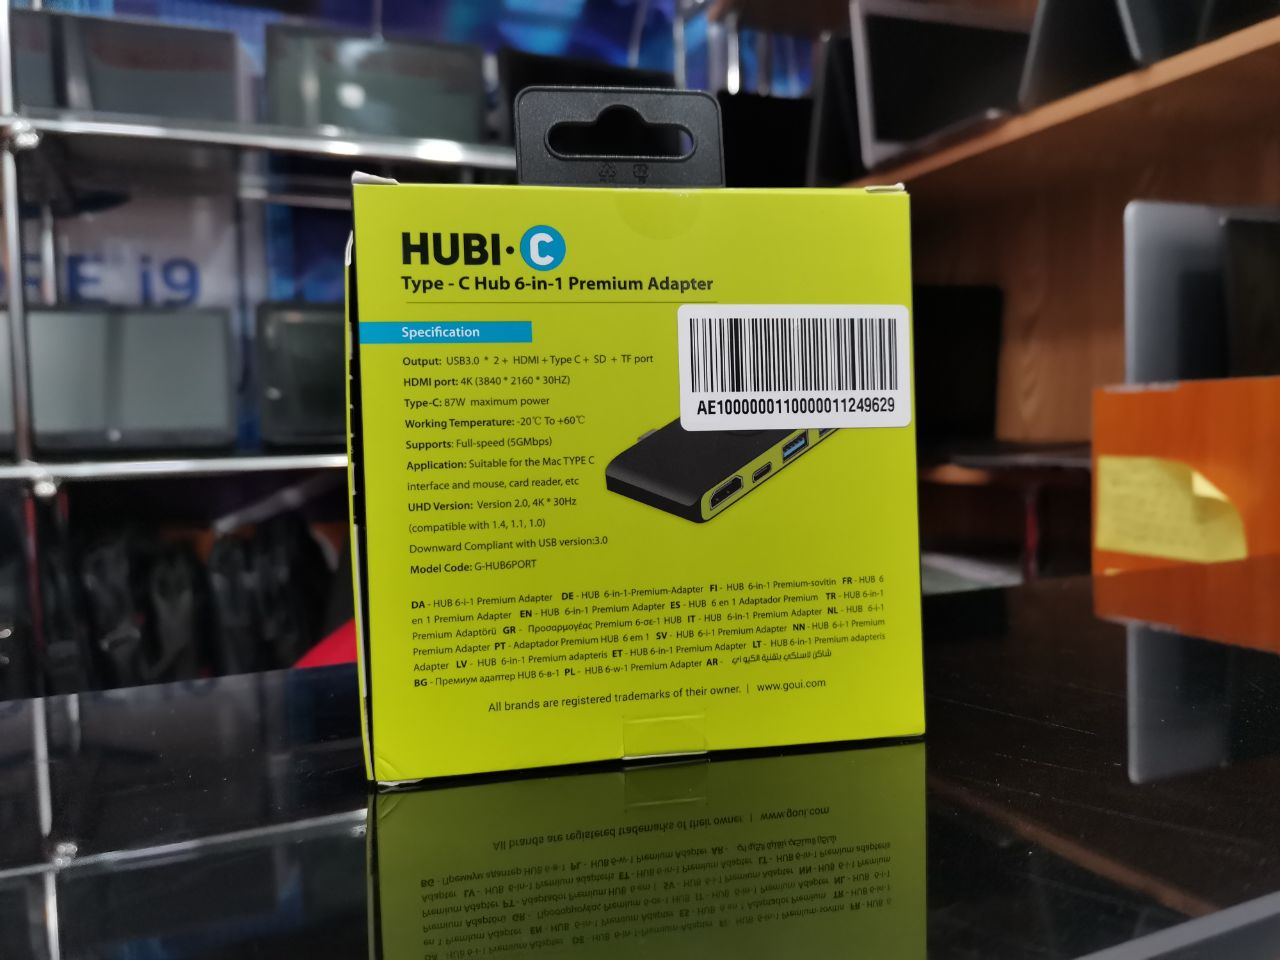 HUBI·C
Type - C Hub 6-in-1 Premium Adapter
Specification
Output: USB3.0 * 2 + HDMI + Type C + SD + TF port
HDMI port: 4K (3840 * 2160 * 30HZ)
Type-C: 87W maximum power
Working Temperature: -20℃ To +60℃
Supports: Full-speed (5GMbps)
Application: Suitable for the Mac TYPE C
interface and mouse, card reader, etc
UHD Version: Version 2.0, 4K * 30Hz
(compatible with 1.4, 1.1, 1.0)
Downward Compliant with USB version:3.0
Model Code: G-HUB6PORT
AE1000000110000011249629
DA - HUB 6-i-1 Premium Adapter DE - HUB 6-in-1-Premium-Adapter FI - HUB 6-in-1 Premium-sovitin FR - HUB 6
en 1 Premium Adapter EN - HUB 6-in-1 Premium Adapter ES - HUB 6 en 1 Adaptador Premium TR - HUB 6-in-1
Premium Adaptörü GR - Προσαρμογέας Premium 6-σε-1 HUB IT - HUB 6-in-1 Premium Adapter NL - HUB 6-i-1
Premium Adapter PT - Adaptador Premium HUB 6 em 1 SV - HUB 6-i-1 Premium Adapter NN - HUB 6-i-1 Premium
Adapter LV - HUB 6-in-1 Premium adapteris ET - HUB 6-in-1 Premium Adapter LT - HUB 6-in-1 Premium adapteris
BG - Премиум адаптер HUB 6-в-1 PL - HUB 6-w-1 Premium Adapter AR - شاكن لاسلكي بتقنية الكيو آي
All brands are registered trademarks of their owner. | www.goui.com
i9